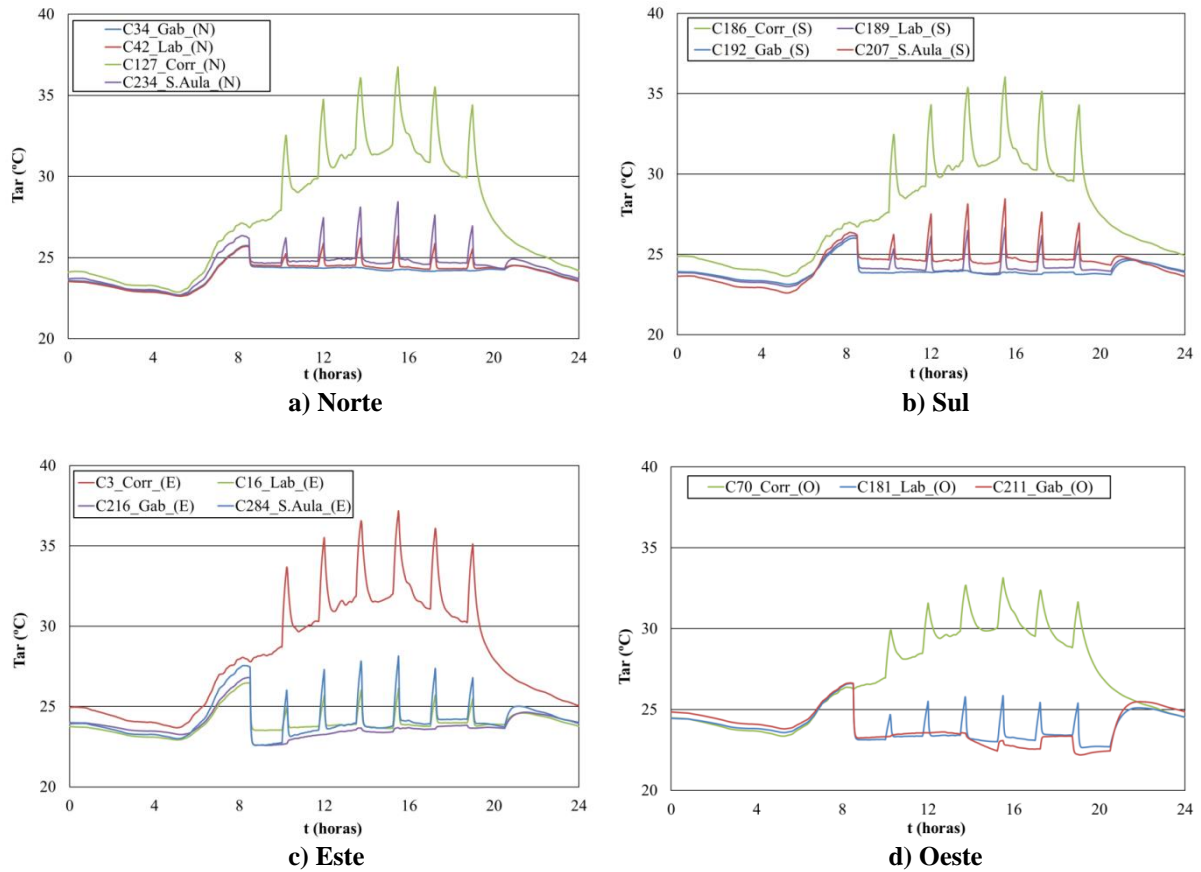 C34_Gab_(N)
C42_Lab_(N)
C127_Corr_(N)
C234_S.Aula_(N)
40
35
30
25
20
Tar (ºC)
0 4 8 12 16 20 24
t (horas)
a) Norte
C186_Corr_(S) C189_Lab_(S)
C192_Gab_(S) C207_S.Aula_(S)
40
35
30
25
20
Tar (ºC)
0 4 8 12 16 20 24
t (horas)
b) Sul
C3_Corr_(E) C16_Lab_(E)
C216_Gab_(E) C284_S.Aula_(E)
40
35
30
25
20
Tar (ºC)
0 4 8 12 16 20 24
t (horas)
c) Este
C70_Corr_(O) C181_Lab_(O) C211_Gab_(O)
40
35
30
25
20
Tar (ºC)
0 4 8 12 16 20 24
t (horas)
d) Oeste